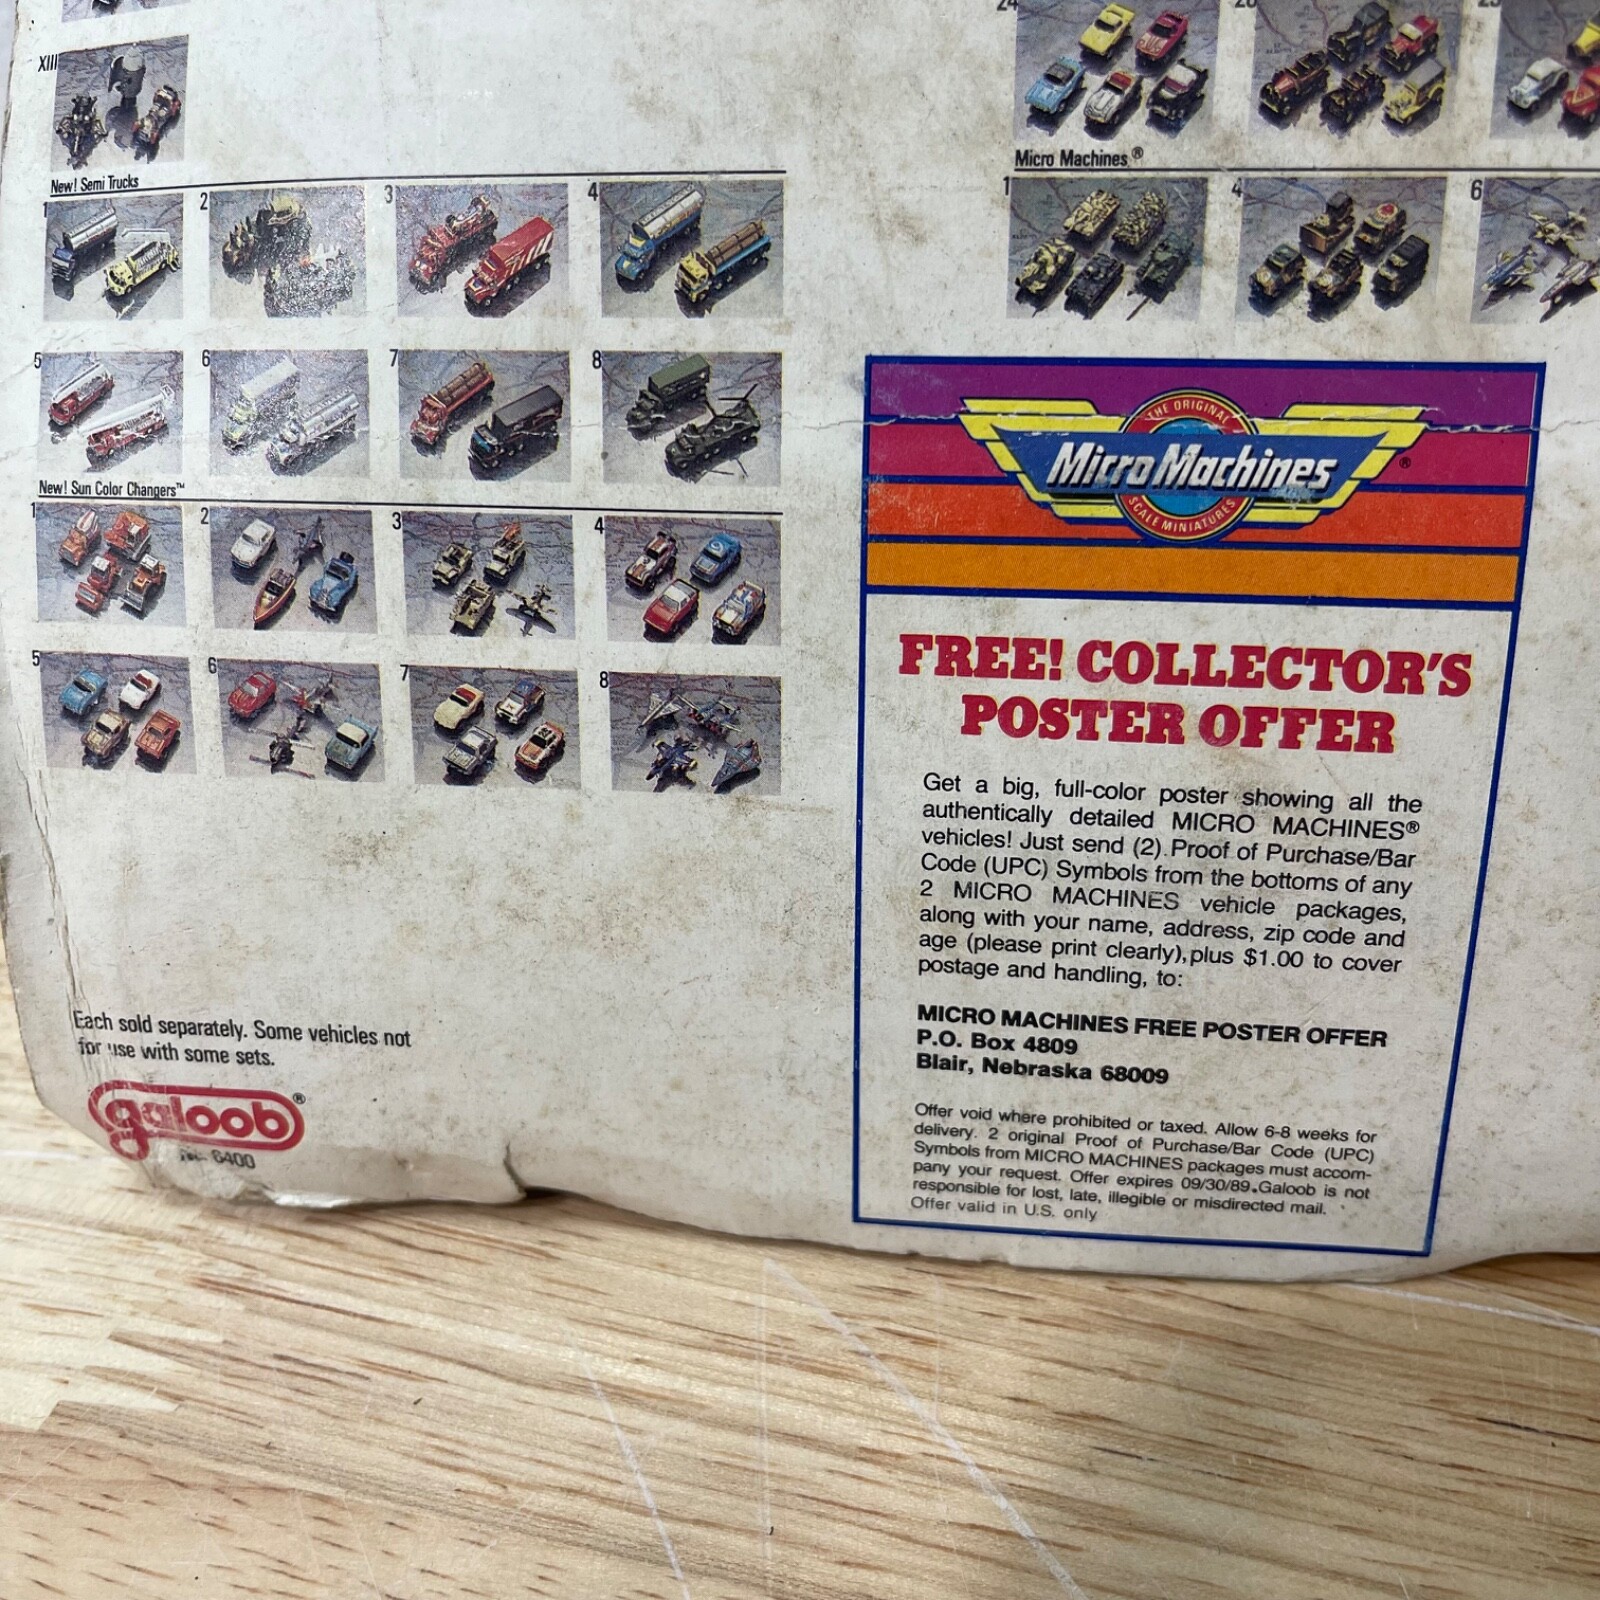 XIII
New! Semi Trucks
1
2
3
4
5
6
7
8
New! Sun Color Changers™
1
2
3
4
5
6
7
8
Each sold separately. Some vehicles not
for use with some sets.
galoob®
6400
24
Micro Machines®
1
4
6
THE ORIGINAL
Micro Machines®
SCALE MINIATURES
FREE! COLLECTOR'S
POSTER OFFER
Get a big, full-color poster showing all the
authentically detailed MICRO MACHINES®
vehicles! Just send (2) Proof of Purchase/Bar
Code (UPC) Symbols from the bottoms of any
2 MICRO MACHINES vehicle packages,
along with your name, address, zip code and
age (please print clearly), plus $1.00 to cover
postage and handling, to:
MICRO MACHINES FREE POSTER OFFER
P.O. Box 4809
Blair, Nebraska 68009
Offer void where prohibited or taxed. Allow 6-8 weeks for
delivery. 2 original Proof of Purchase/Bar Code (UPC)
Symbols from MICRO MACHINES packages must accom-
pany your request. Offer expires 09/30/89. Galoob is not
responsible for lost, late, illegible or misdirected mail.
Offer valid in U.S. only